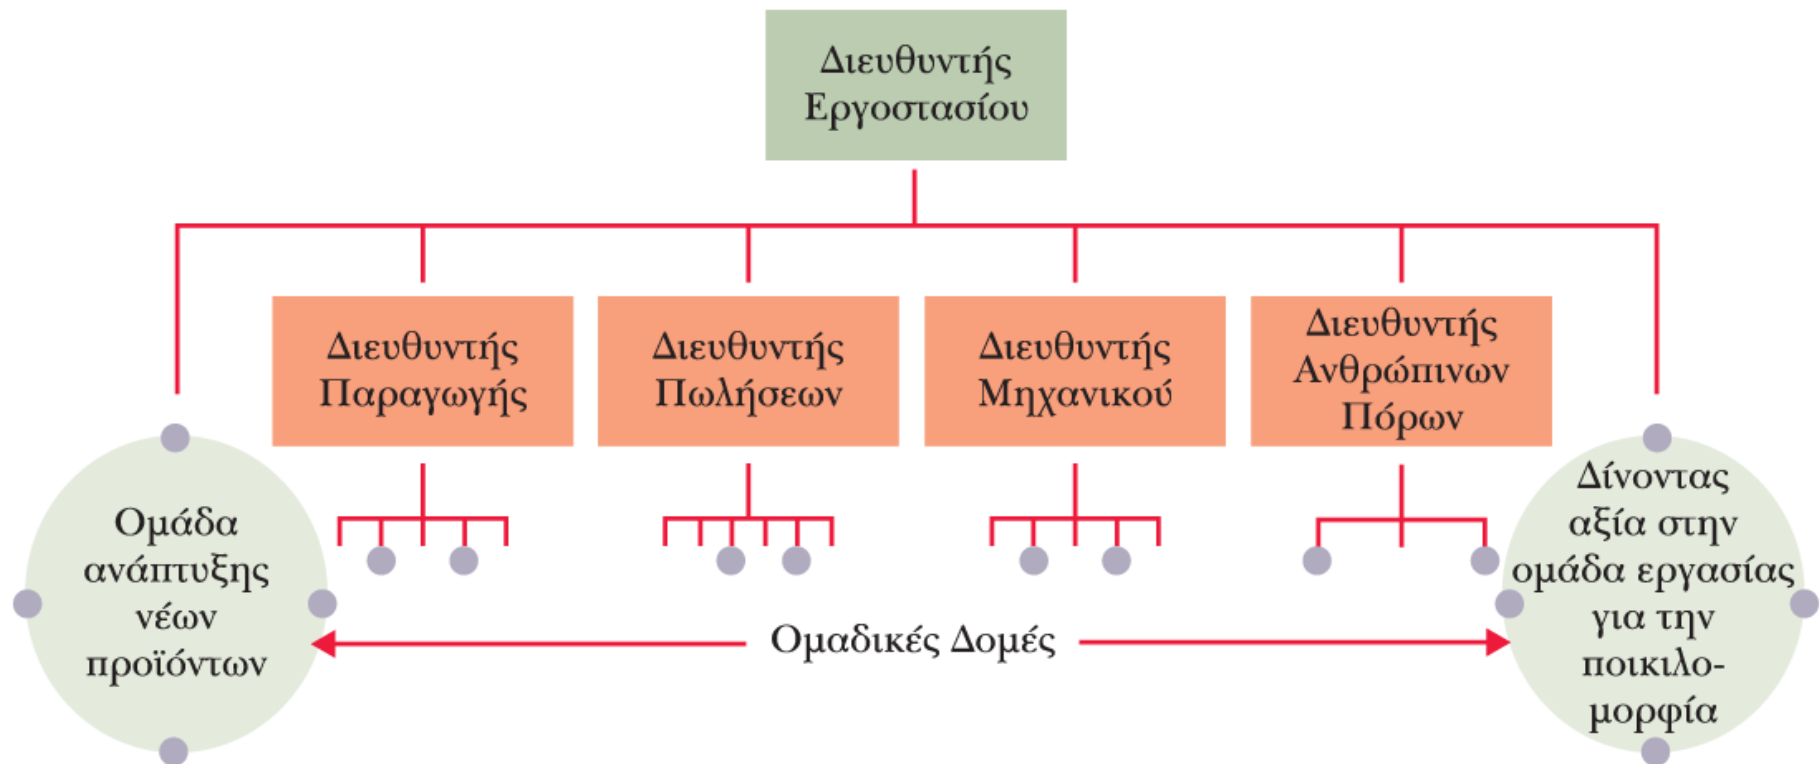 Διευθυντής
Εργοστασίου
Διευθυντής
Παραγωγής
Διευθυντής
Πωλήσεων
Διευθυντής
Μηχανικού
Διευθυντής
Ανθρώπινων
Πόρων
Ομάδα
ανάπτυξης
νέων
προϊόντων
Ομαδικές Δομές
Δίνοντας
αξία στην
ομάδα εργασίας
για την
ποικιλο-
μορφία